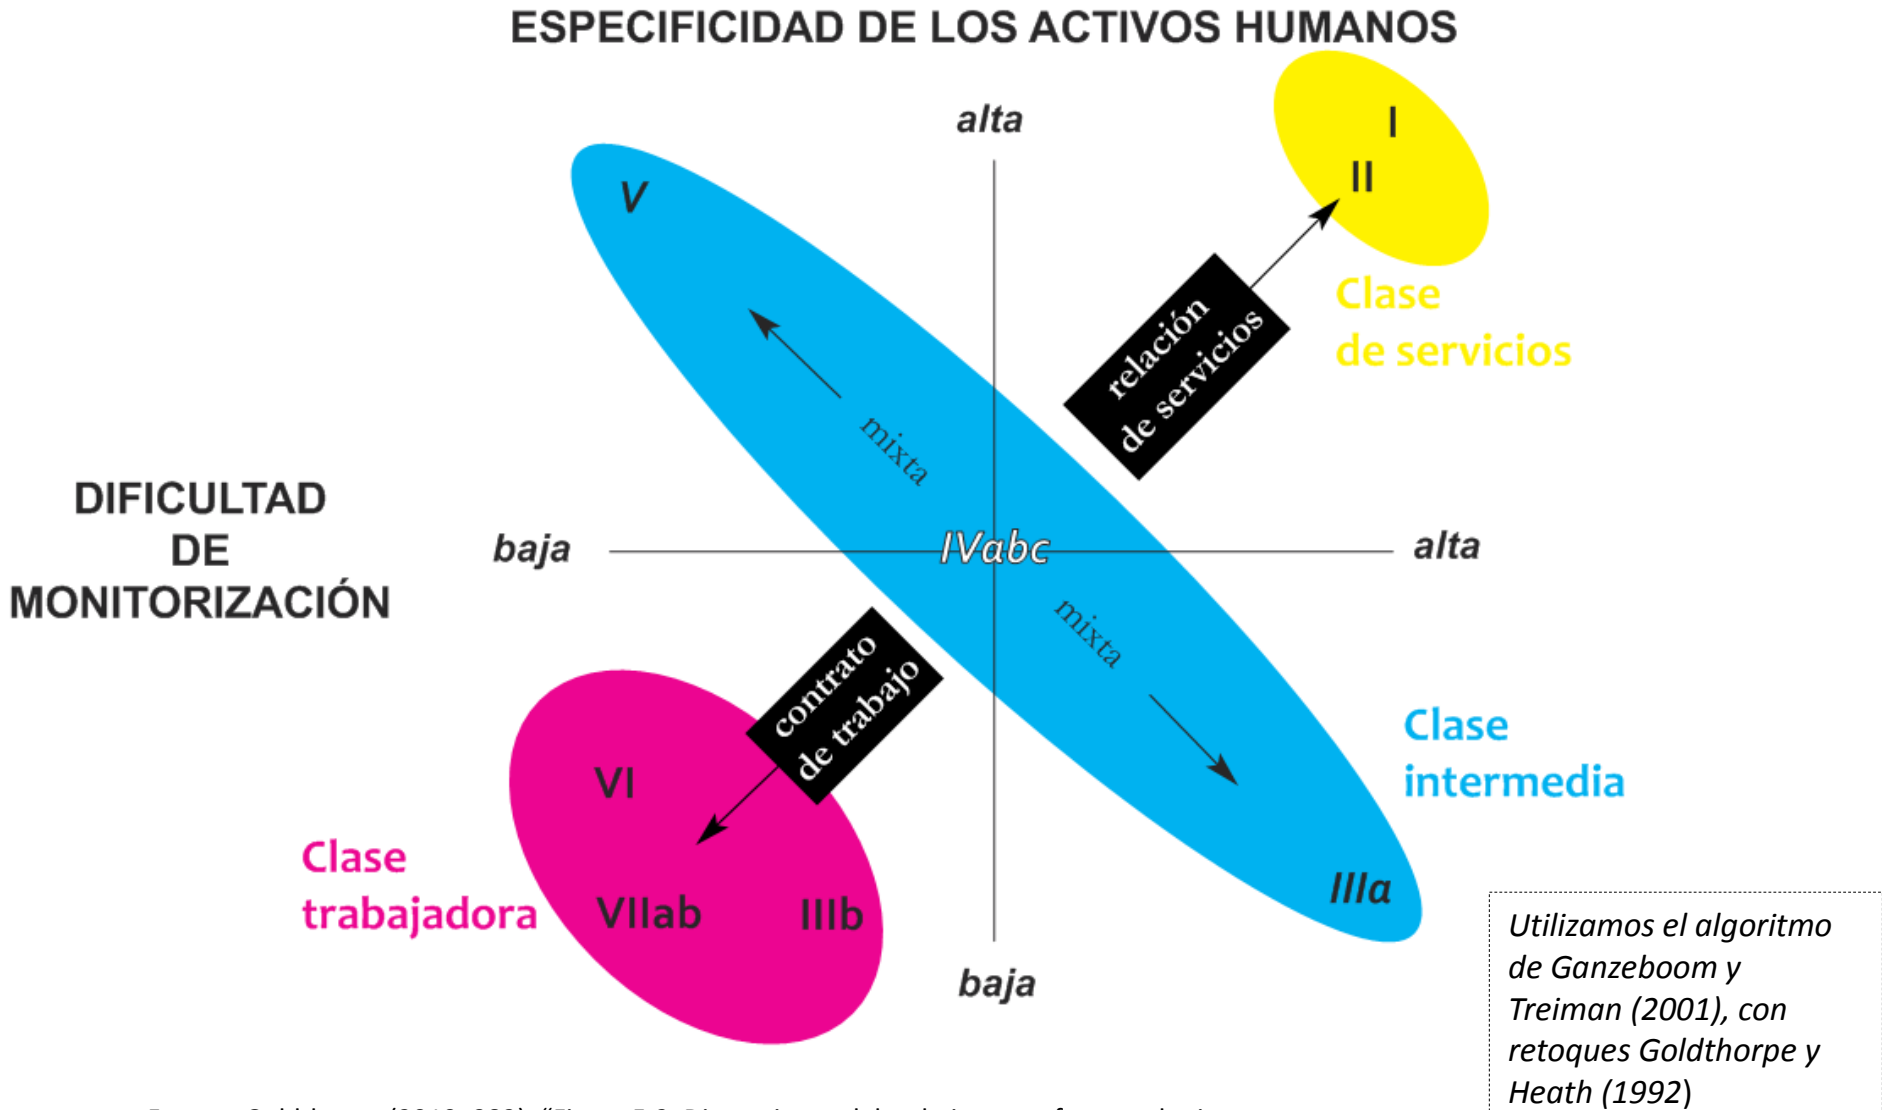 ESPECIFICIDAD DE LOS ACTIVOS HUMANOS
alta
I
II
V
Clase
de servicios
relación
de servicios
mixta
DIFICULTAD
DE
MONITORIZACIÓN
baja
IVabc
alta
mixta
contrato
de trabajo
Clase
intermedia
VI
Clase
trabajadora
VIIab
IIIb
IIIa
baja
Utilizamos el algoritmo
de Ganzeboom y
Treiman (2001), con
retoques Goldthorpe y
Heath (1992)